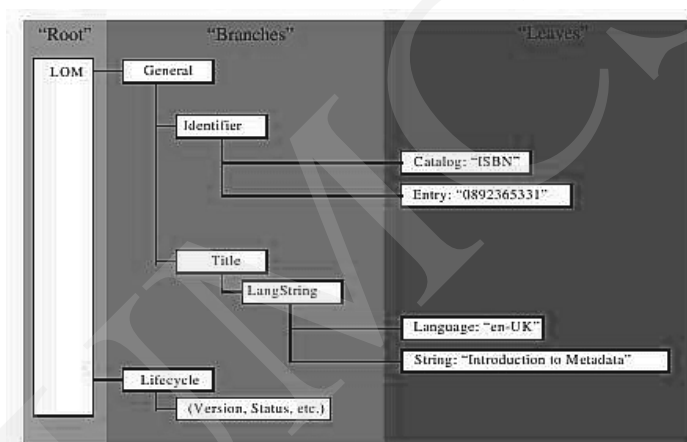 “Root” “Branches” “Leaves”
LOM General
Identifier
Catalog: “ISBN”
Entry: “0892365331”
Title
LangString
Language: “en-UK”
String: “Introduction to Metadata”
Lifecycle
(Version, Status, etc.)